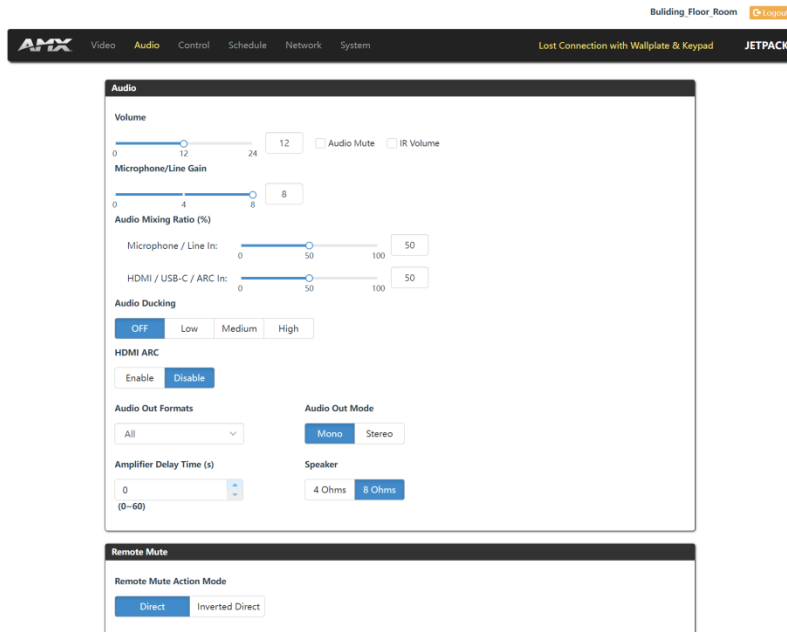 Buliding_Floor_Room Logout
AMX Video Audio Control Schedule Network System Lost Connection with Wallplate & Keypad JETPACK
Audio
Volume
12 Audio Mute IR Volume
0 12 24
Microphone/Line Gain
8
0 4 8
Audio Mixing Ratio (%)
Microphone / Line In: 50
0 50 100
HDMI / USB-C / ARC In: 50
0 50 100
Audio Ducking
OFF Low Medium High
HDMI ARC
Enable Disable
Audio Out Formats Audio Out Mode
All Mono Stereo
Amplifier Delay Time (s) Speaker
0 4 Ohms 8 Ohms
(0~60)
Remote Mute
Remote Mute Action Mode
Direct Inverted Direct